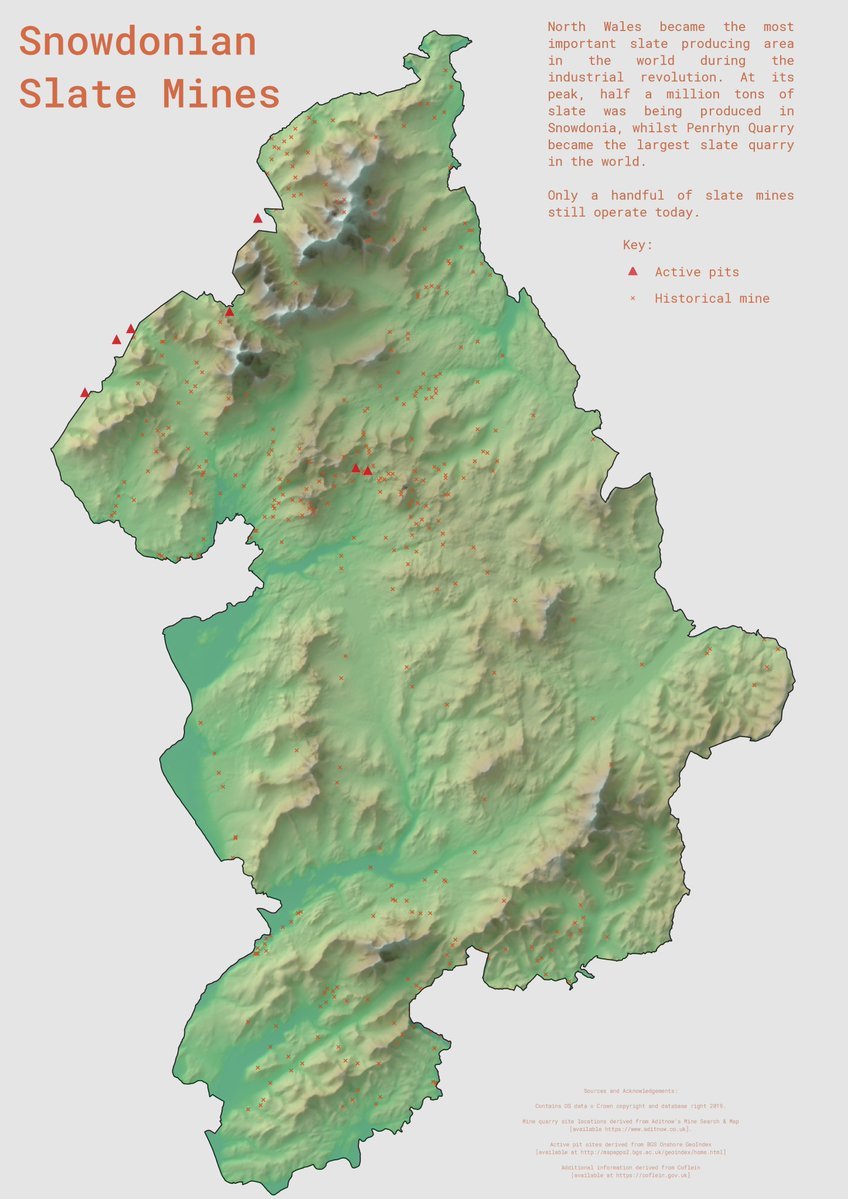 Snowdonian
Slate Mines
North Wales became the most
important slate producing area
in the world during the
industrial revolution. At its
peak, half a million tons of
slate was being produced in
Snowdonia, whilst Penrhyn Quarry
became the largest slate quarry
in the world.
Only a handful of slate mines
still operate today.
Key:
Active pits
Historical mine
Sources and Acknowledgements:
Contains OS data © Crown copyright and database right 2019.
Mine quarry site locations derived from Aditnow's Mine Search & Map
[available https://www.aditnow.co.uk].
Active pit sites derived from BGS Onshore GeoIndex
[available at http://mapapps2.bgs.ac.uk/geoindex/home.html]
Additional information derived from Coflein
[available at https://coflein.gov.uk]